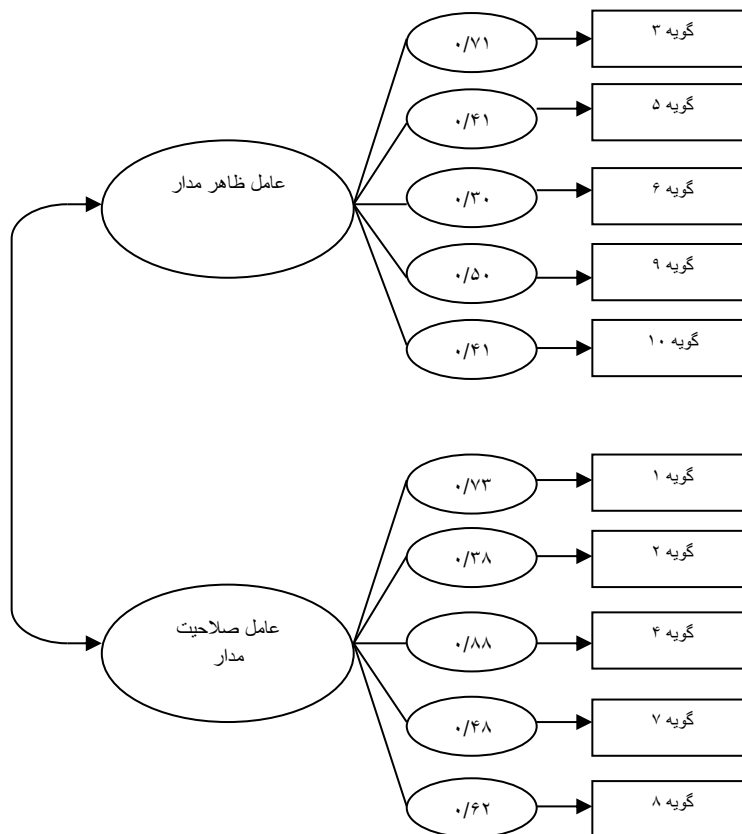 ۰/۷۱
گویه ۳
۰/۴۱
گویه ۵
عامل ظاهر مدار
۰/۳۰
گویه ۶
۰/۵۰
گویه ۹
۰/۴۱
گویه ۱۰
۰/۷۳
گویه ۱
۰/۳۸
گویه ۲
عامل صلاحیت
مدار
۰/۸۸
گویه ۴
۰/۴۸
گویه ۷
۰/۶۲
گویه ۸